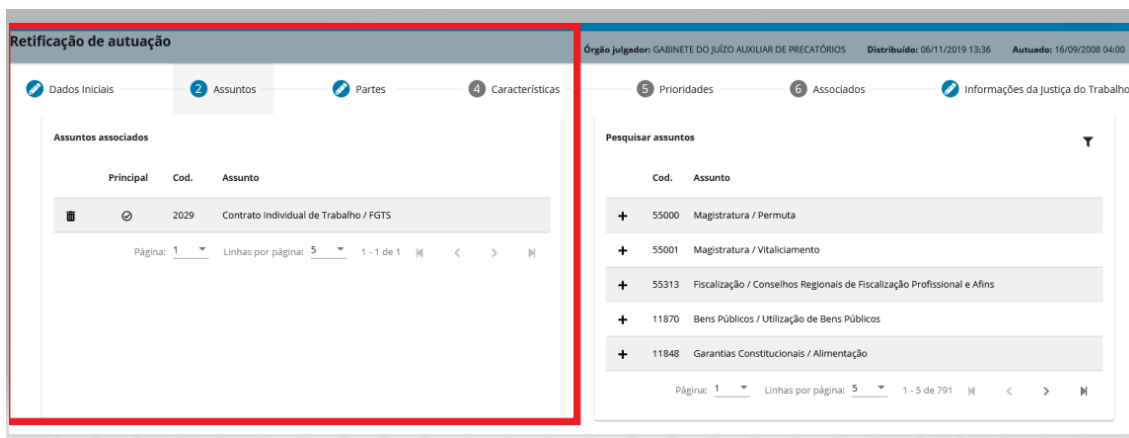 Retificação de autuação
Órgão julgador: GABINETE DO JUÍZO AUXILIAR DE PRECATÓRIOS Distribuído: 06/11/2019 13:36 Autuado: 16/09/2008 04:00
Dados Iniciais 2 Assuntos Partes 4 Características 5 Prioridades 6 Associados Informações da Justiça do Trabalho
Assuntos associados
Principal Cod. Assunto
2029 Contrato Individual de Trabalho / FGTS
Página: 1 Linhas por página: 5 1 - 1 de 1
Pesquisar assuntos
Cod. Assunto
+ 55000 Magistratura / Permuta
+ 55001 Magistratura / Vitaliciamento
+ 55313 Fiscalização / Conselhos Regionais de Fiscalização Profissional e Afins
+ 11870 Bens Públicos / Utilização de Bens Públicos
+ 11848 Garantias Constitucionais / Alimentação
Página: 1 Linhas por página: 5 1 - 5 de 791